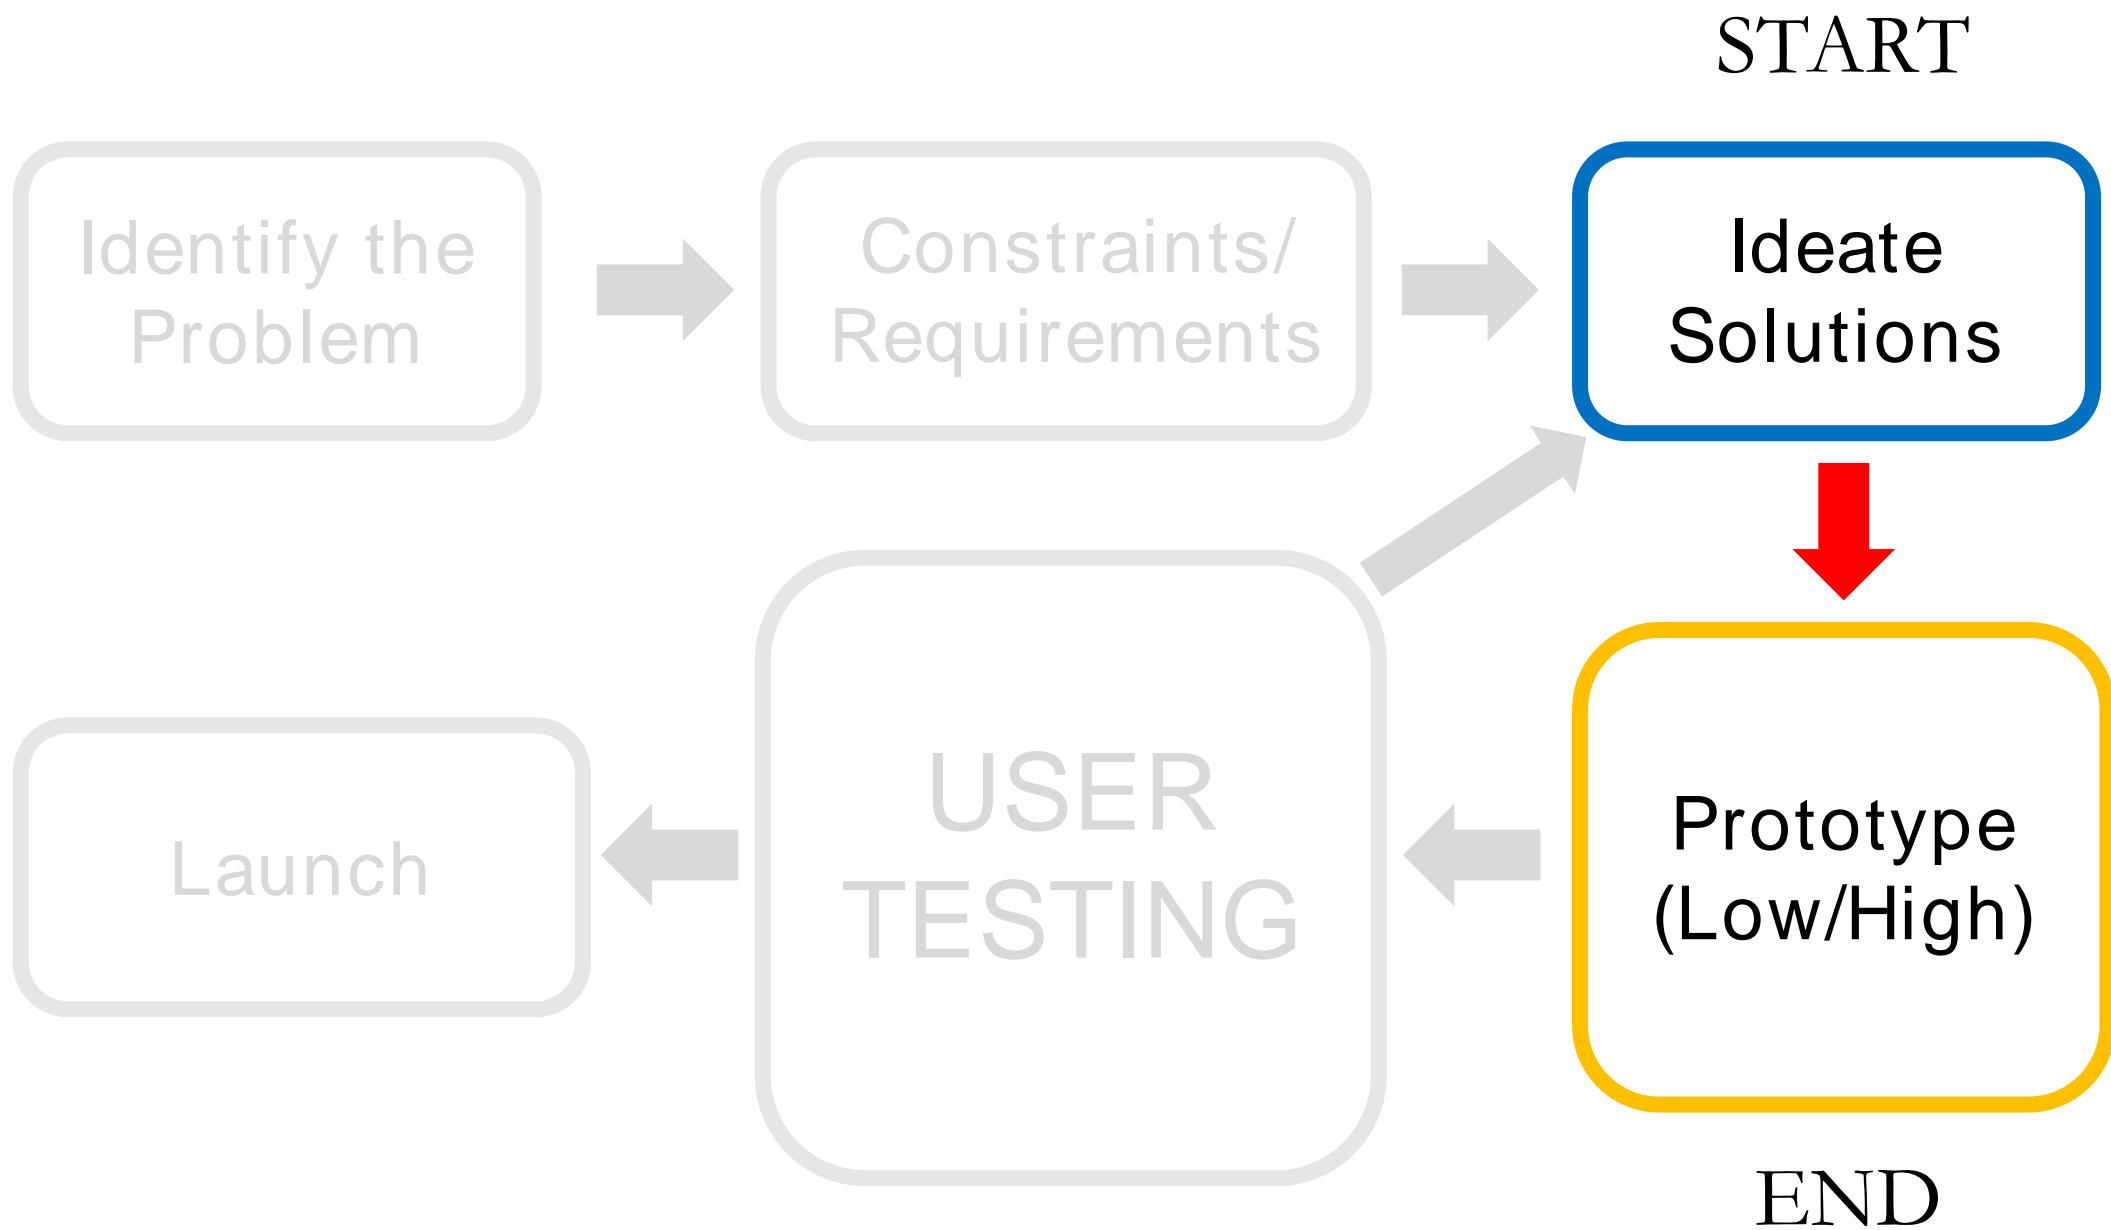 START
Identify the
Problem
Constraints/
Requirements
Ideate
Solutions
Launch
USER
TESTING
Prototype
(Low/High)
END